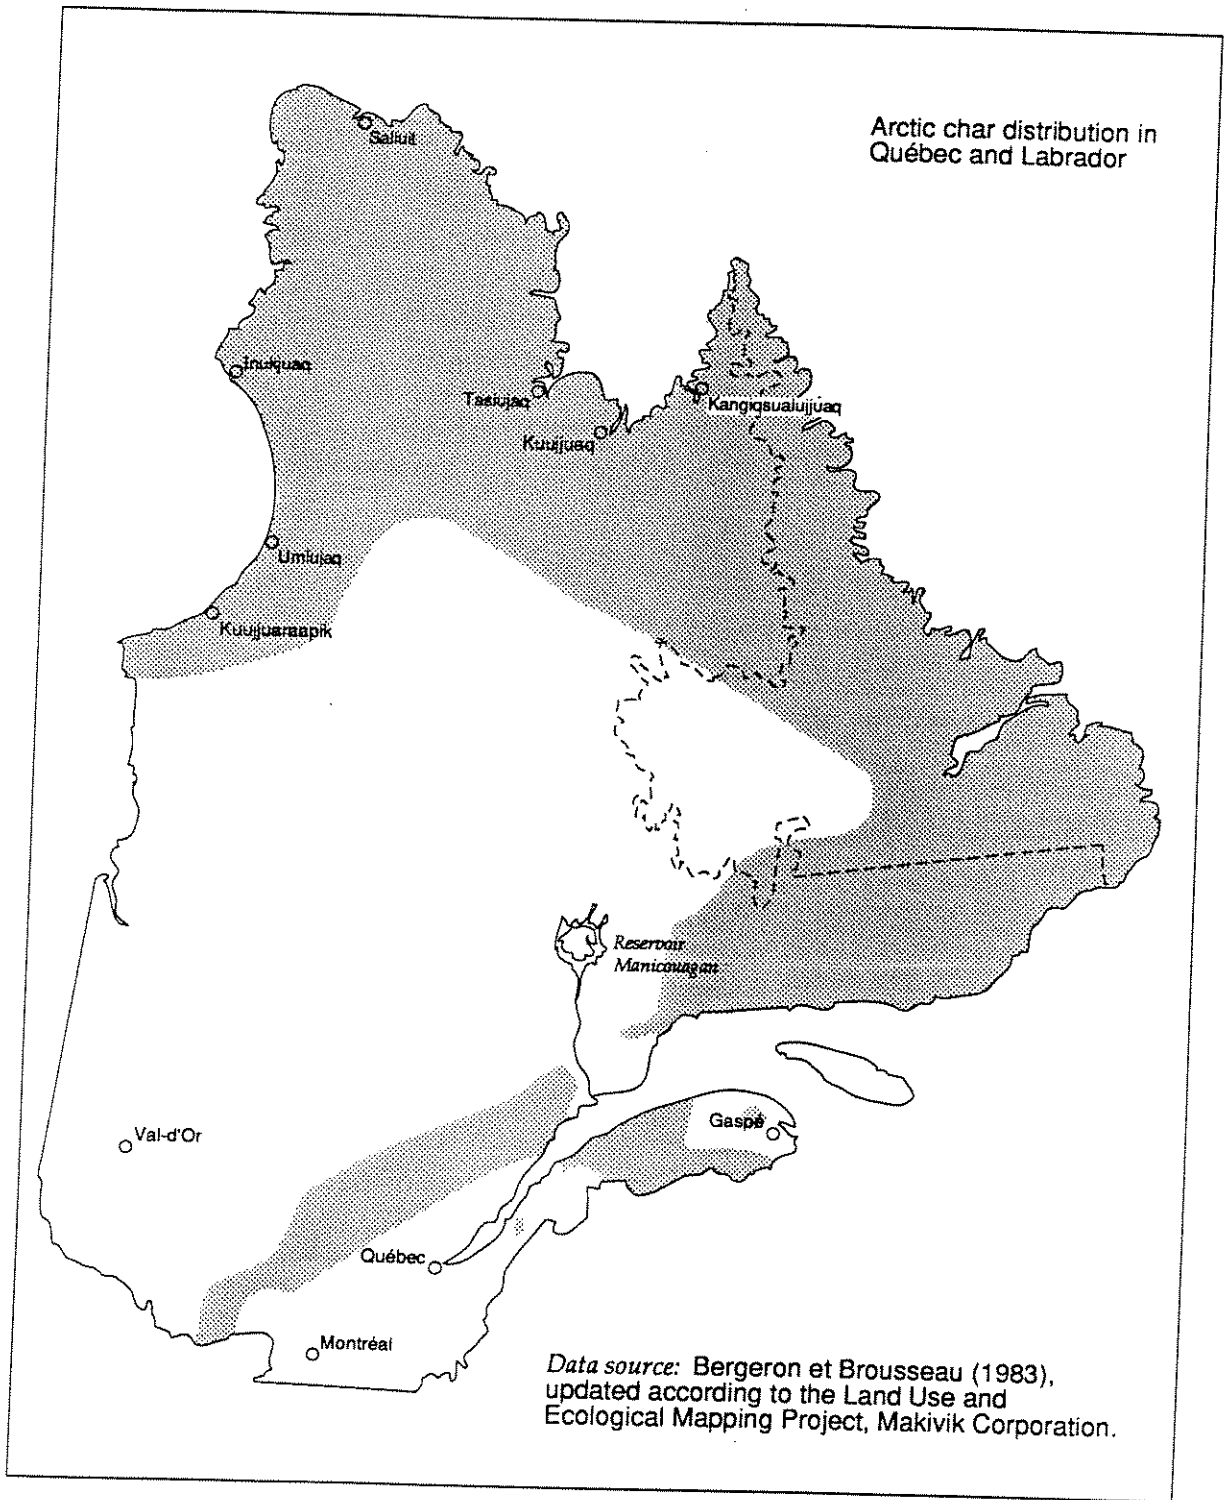 Arctic char distribution in
Québec and Labrador
Salluit
Inukjuaq
Tasiujaq
Kangiqsualujjuaq
Kuujjuaq
Umiujaq
Kuujjuaraapik
Reservoir
Manicouagan
Gaspé
Val-d'Or
Québec
Montréal
Data source: Bergeron et Brousseau (1983),
updated according to the Land Use and
Ecological Mapping Project, Makivik Corporation.